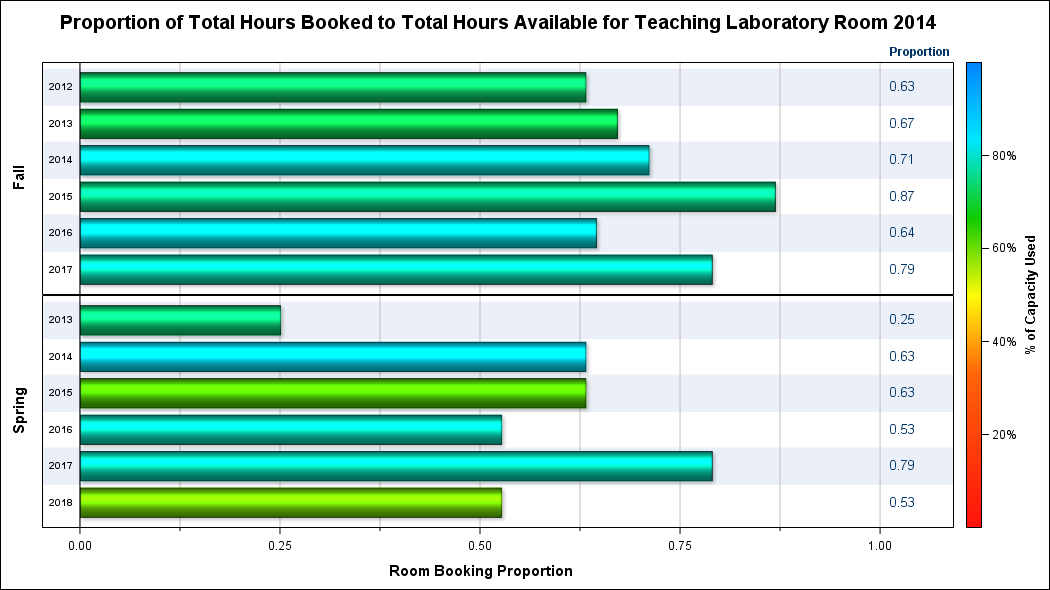 Proportion of Total Hours Booked to Total Hours Available for Teaching Laboratory Room 2014
Proportion
Fall
2012 0.63
2013 0.67
2014 0.71
2015 0.87
2016 0.64
2017 0.79
Spring
2013 0.25
2014 0.63
2015 0.63
2016 0.53
2017 0.79
2018 0.53
0.00 0.25 0.50 0.75 1.00
Room Booking Proportion
80%
60%
40%
20%
% of Capacity Used